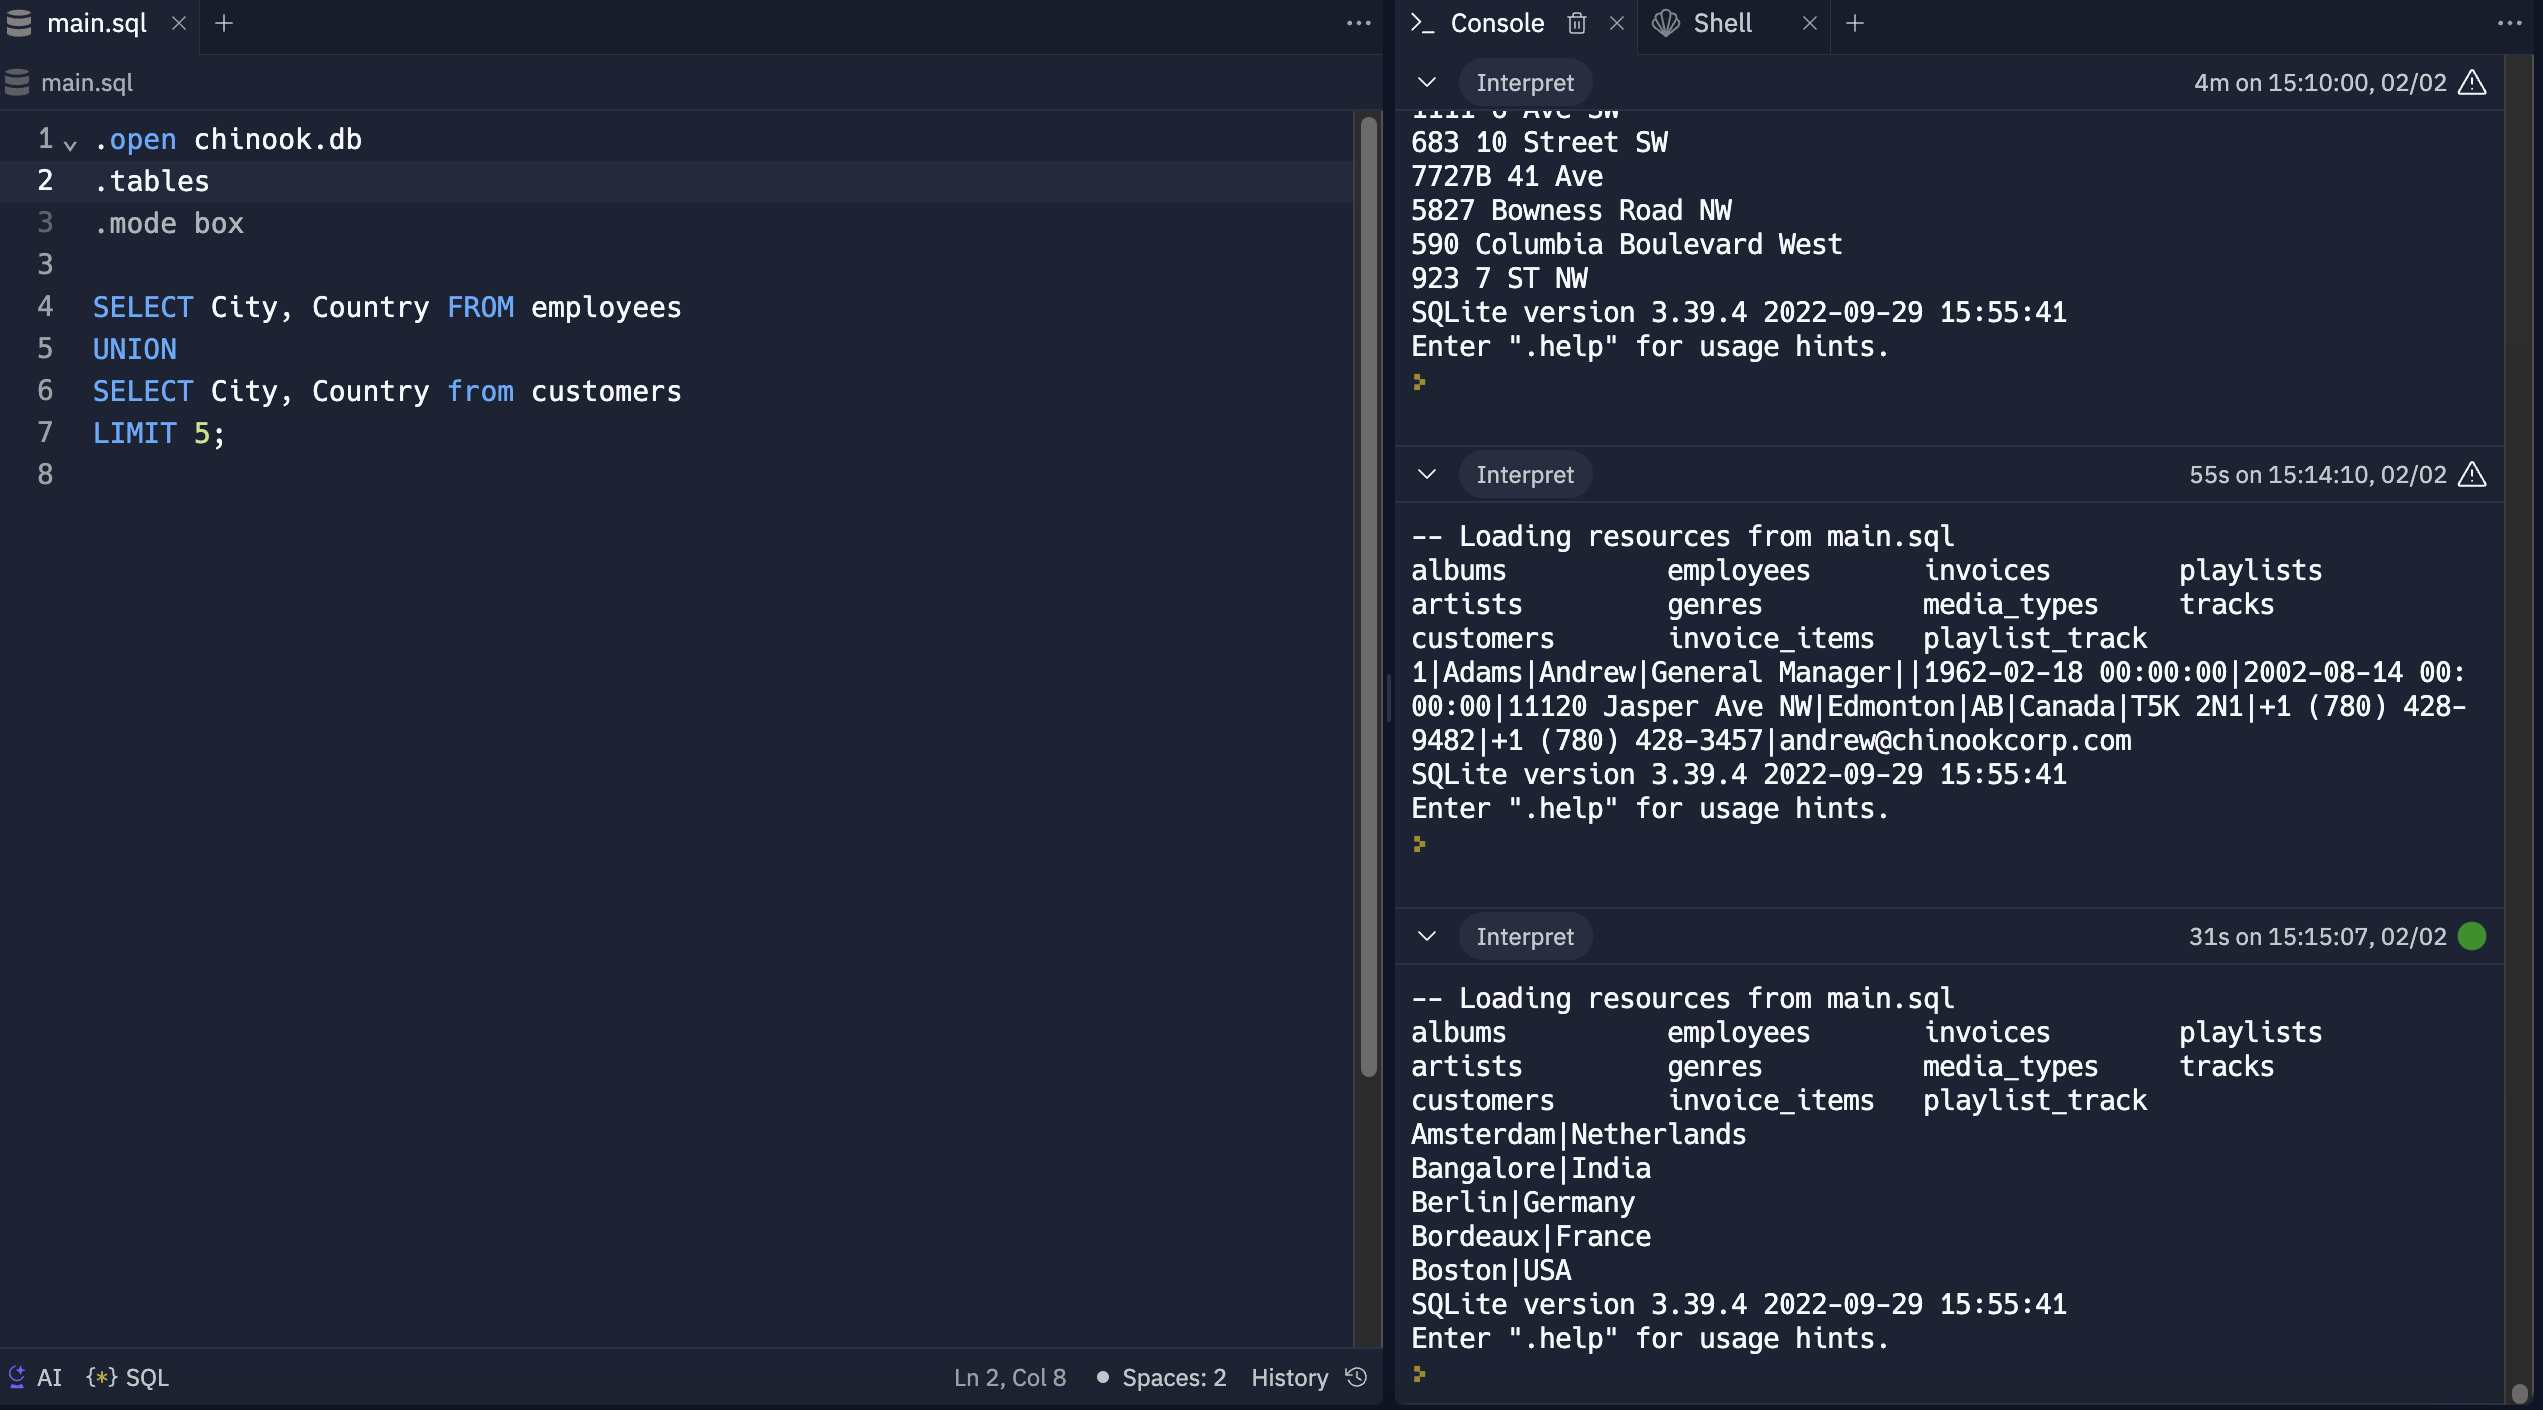 main.sql
main.sql
1 .open chinook.db
2 .tables
3 .mode box
3
4 SELECT City, Country FROM employees
5 UNION
6 SELECT City, Country from customers
7 LIMIT 5;
8
AI {*} SQL Ln 2, Col 8 Spaces: 2 History
Console Shell
Interpret 4m on 15:10:00, 02/02
1111 6 Ave SW
683 10 Street SW
7727B 41 Ave
5827 Bowness Road NW
590 Columbia Boulevard West
923 7 ST NW
SQLite version 3.39.4 2022-09-29 15:55:41
Enter ".help" for usage hints.
Interpret 55s on 15:14:10, 02/02
-- Loading resources from main.sql
albums employees invoices playlists
artists genres media_types tracks
customers invoice_items playlist_track
1|Adams|Andrew|General Manager||1962-02-18 00:00:00|2002-08-14 00:
00:00|11120 Jasper Ave NW|Edmonton|AB|Canada|T5K 2N1|+1 (780) 428-
9482|+1 (780) 428-3457|andrew@chinookcorp.com
SQLite version 3.39.4 2022-09-29 15:55:41
Enter ".help" for usage hints.
Interpret 31s on 15:15:07, 02/02
-- Loading resources from main.sql
albums employees invoices playlists
artists genres media_types tracks
customers invoice_items playlist_track
Amsterdam|Netherlands
Bangalore|India
Berlin|Germany
Bordeaux|France
Boston|USA
SQLite version 3.39.4 2022-09-29 15:55:41
Enter ".help" for usage hints.